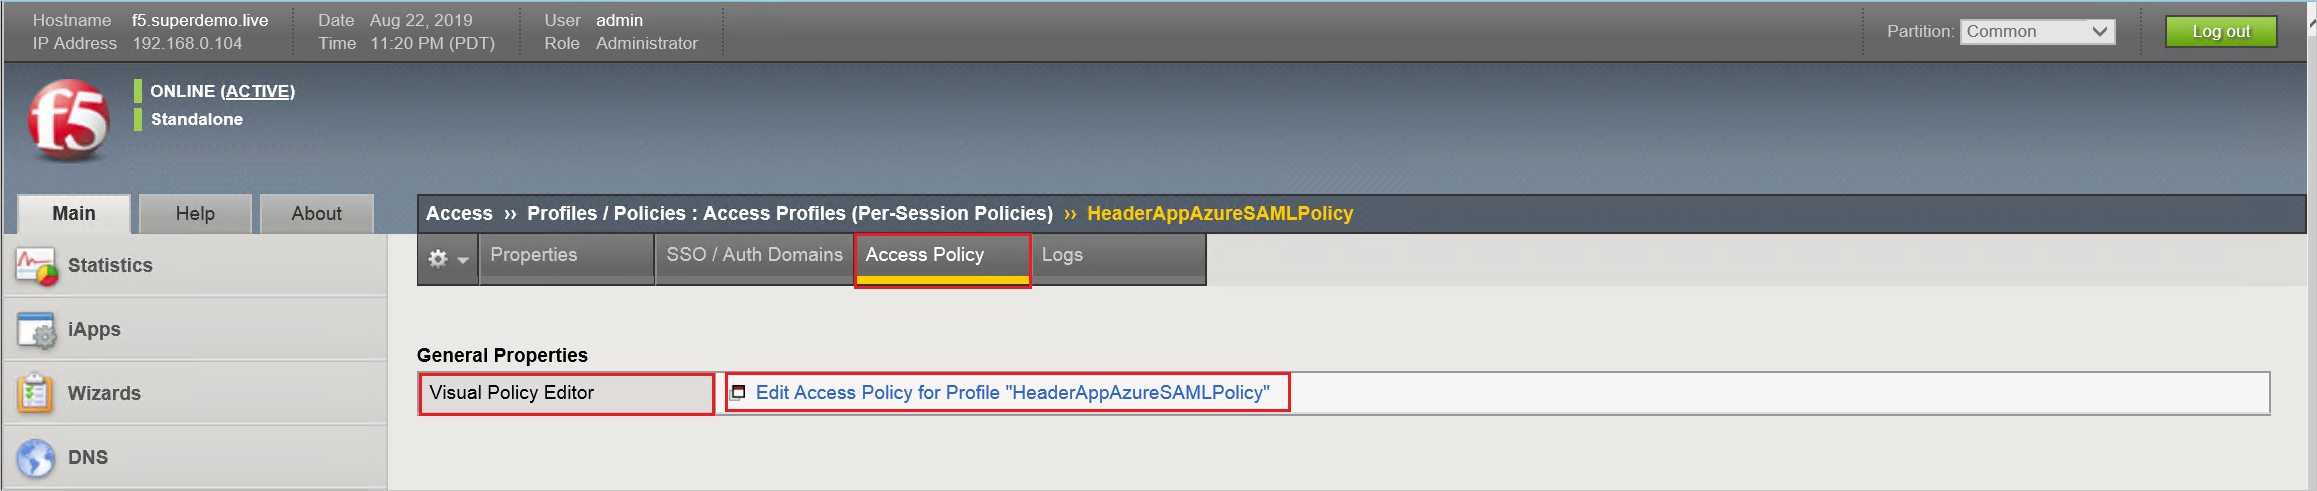 Hostname f5.superdemo.live Date Aug 22, 2019 User admin
IP Address 192.168.0.104 Time 11:20 PM (PDT) Role Administrator
Partition: Common Log out
f5
ONLINE (ACTIVE)
Standalone
Main Help About
Access ›› Profiles / Policies : Access Profiles (Per-Session Policies) ›› HeaderAppAzureSAMLPolicy
Properties SSO / Auth Domains Access Policy Logs
Statistics
iApps
Wizards
DNS
General Properties
Visual Policy Editor Edit Access Policy for Profile "HeaderAppAzureSAMLPolicy"